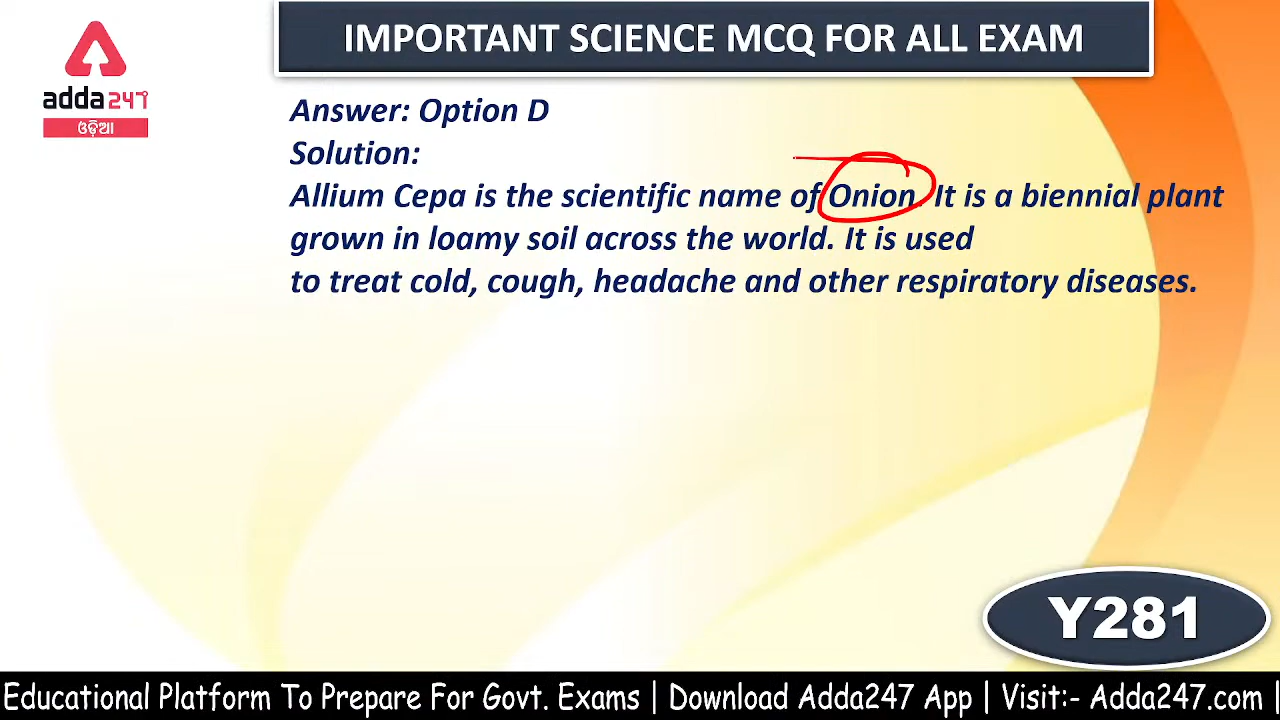 IMPORTANT SCIENCE MCQ FOR ALL EXAM
adda247
ଓଡ଼ିଆ
Answer: Option D
Solution:
Allium Cepa is the scientific name of Onion. It is a biennial plant
grown in loamy soil across the world. It is used
to treat cold, cough, headache and other respiratory diseases.
Y281
Educational Platform To Prepare For Govt. Exams | Download Adda247 App | Visit:- Adda247.com |